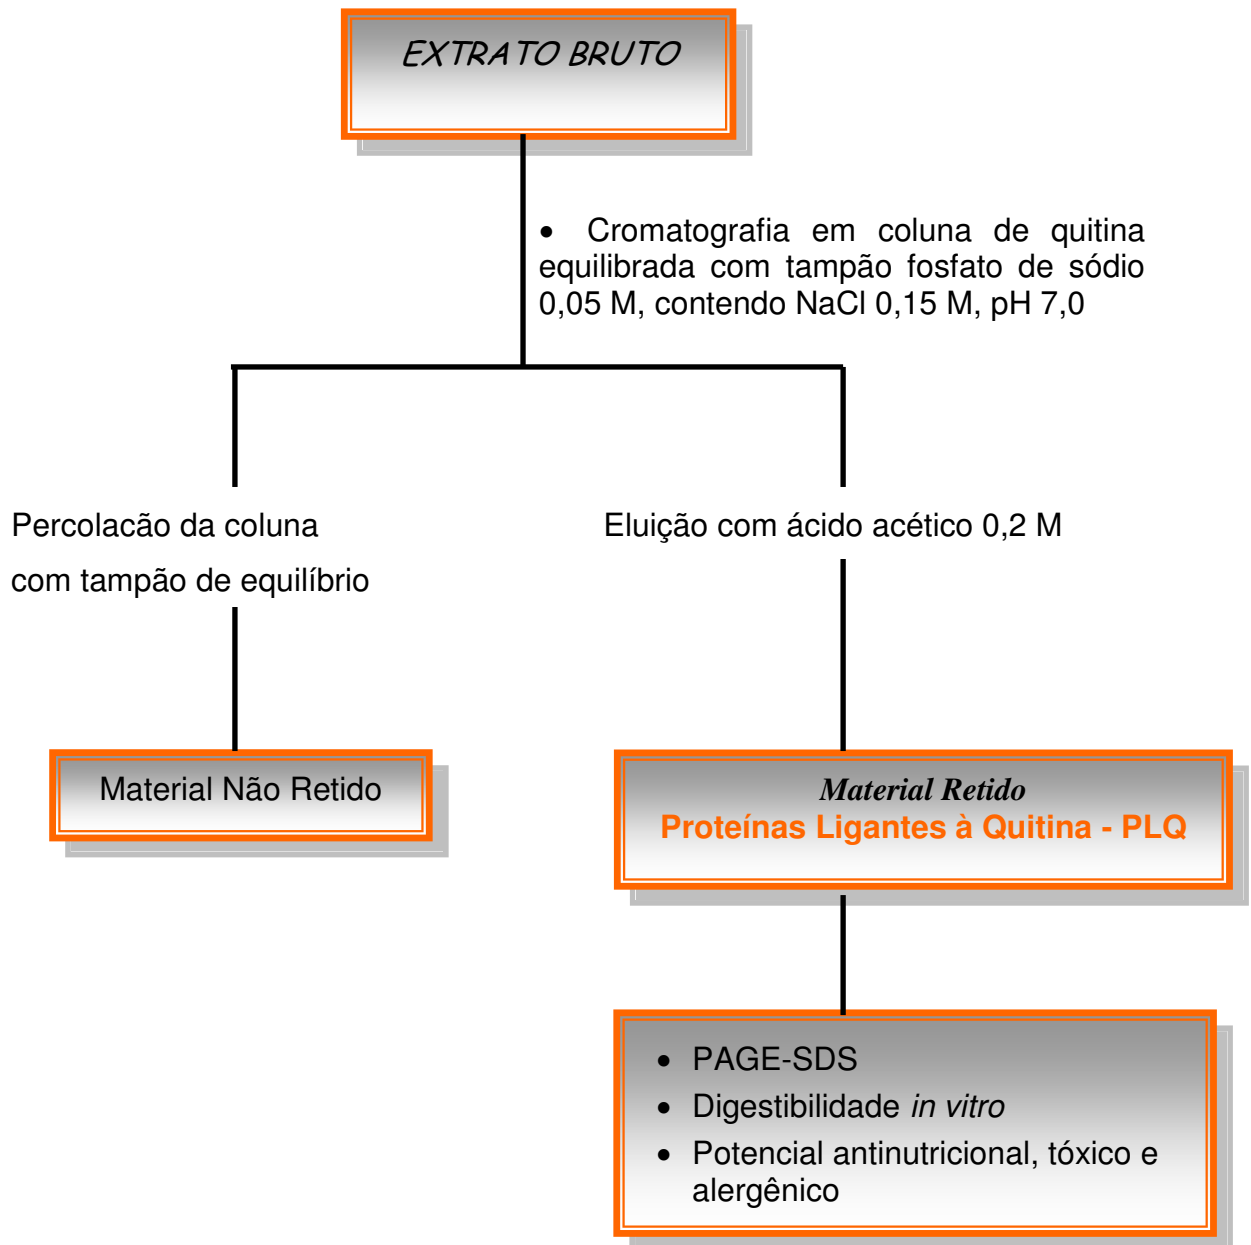 EXTRATO BRUTO
• Cromatografia em coluna de quitina
equilibrada com tampão fosfato de sódio
0,05 M, contendo NaCl 0,15 M, pH 7,0
Percolacão da coluna
com tampão de equilíbrio
Eluição com ácido acético 0,2 M
Material Não Retido
Material Retido
Proteínas Ligantes à Quitina - PLQ
• PAGE-SDS
• Digestibilidade in vitro
• Potencial antinutricional, tóxico e
alergênico